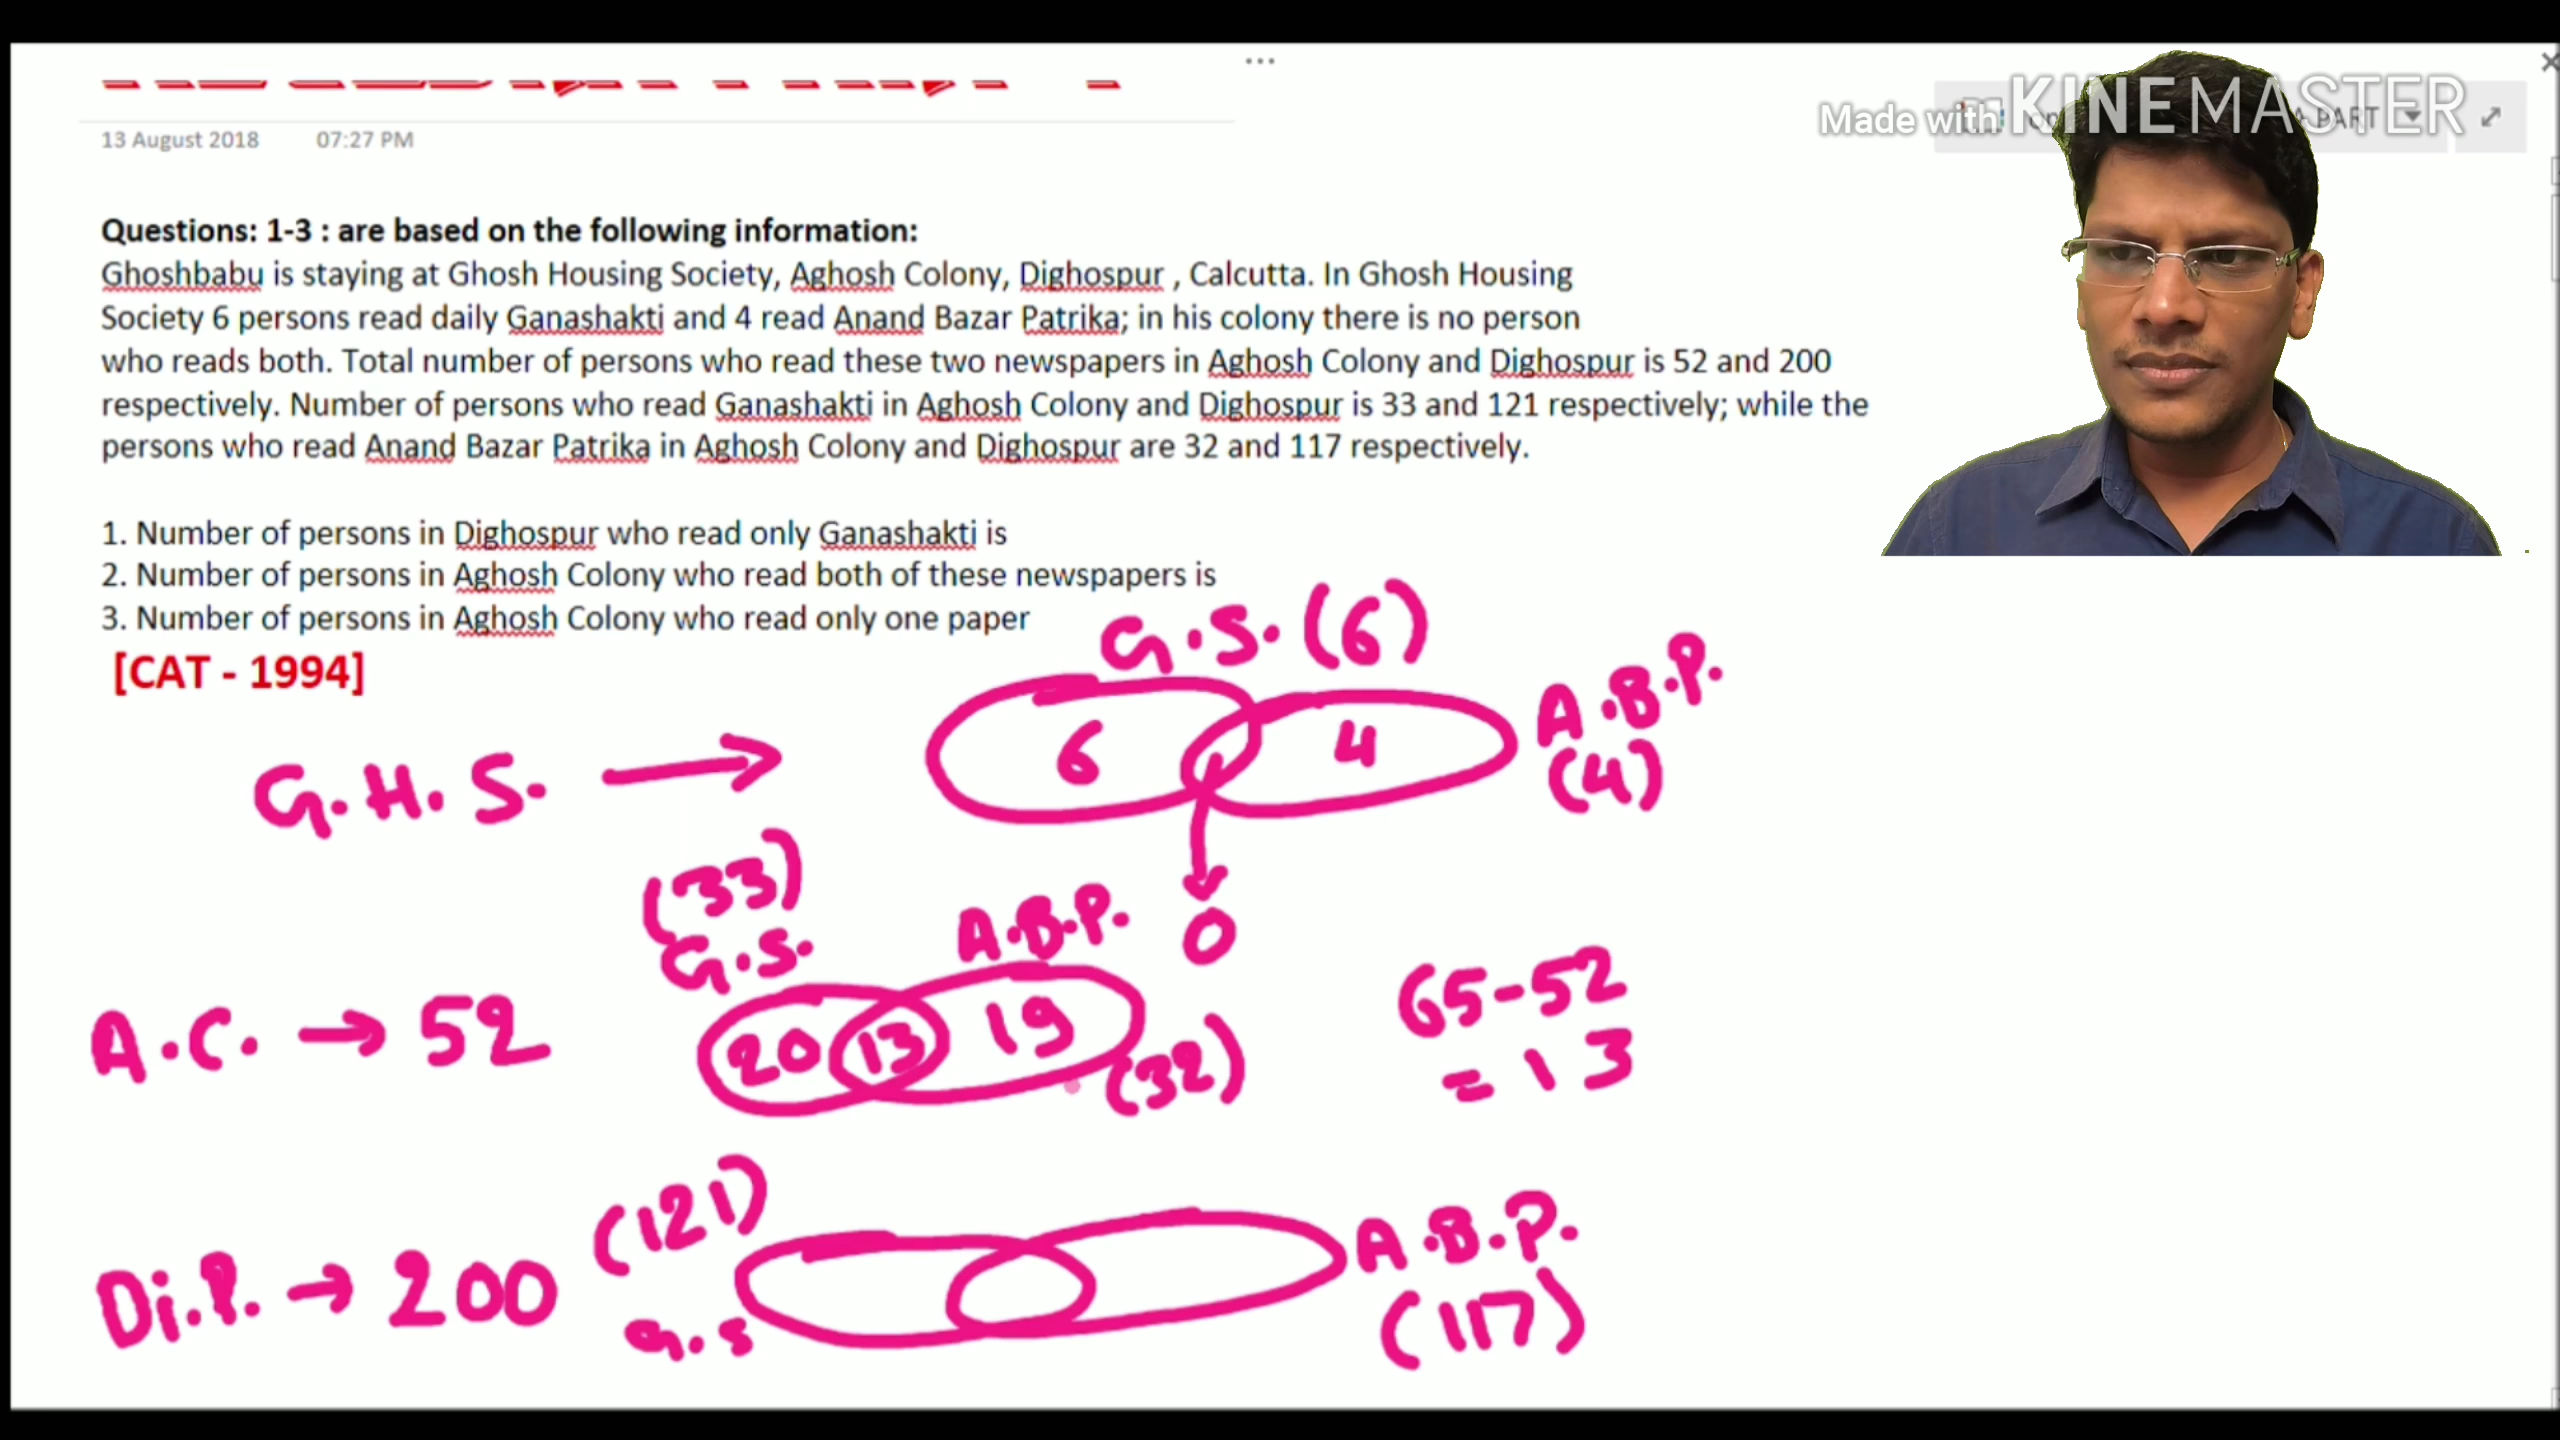 Made with KINEMASTER
PART
13 August 2018 07:27 PM
Questions: 1-3 : are based on the following information:
Ghoshbabu is staying at Ghosh Housing Society, Aghosh Colony, Dighospur , Calcutta. In Ghosh Housing
Society 6 persons read daily Ganashakti and 4 read Anand Bazar Patrika; in his colony there is no person
who reads both. Total number of persons who read these two newspapers in Aghosh Colony and Dighospur is 52 and 200
respectively. Number of persons who read Ganashakti in Aghosh Colony and Dighospur is 33 and 121 respectively; while the
persons who read Anand Bazar Patrika in Aghosh Colony and Dighospur are 32 and 117 respectively.
1. Number of persons in Dighospur who read only Ganashakti is
2. Number of persons in Aghosh Colony who read both of these newspapers is
3. Number of persons in Aghosh Colony who read only one paper
[CAT - 1994]
G.S. (6)
A.B.P.
(4)
G.H.S. → 6 4
0
(33)
G.S. A.B.P.
A.C. → 52 20 13 19 (32)
65-52
= 13
(121)
Di.P. → 200
G.S
A.B.P.
(117)